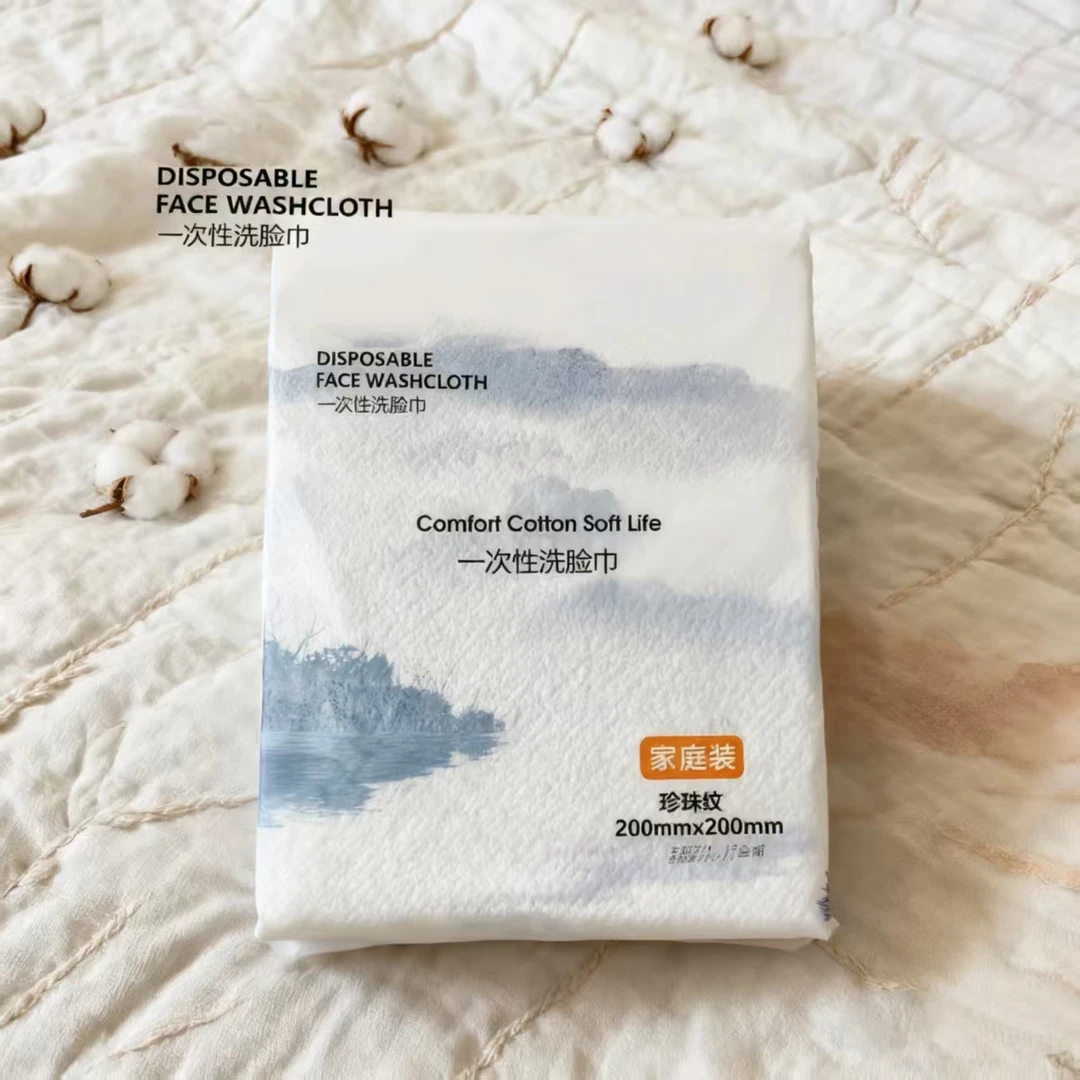 DISPOSABLE
FACE WASHCLOTH
一次性洗脸巾
DISPOSABLE
FACE WASHCLOTH
一次性洗脸巾
Comfort Cotton Soft Life
一次性洗脸巾
家庭装
珍珠纹
200mmx200mm